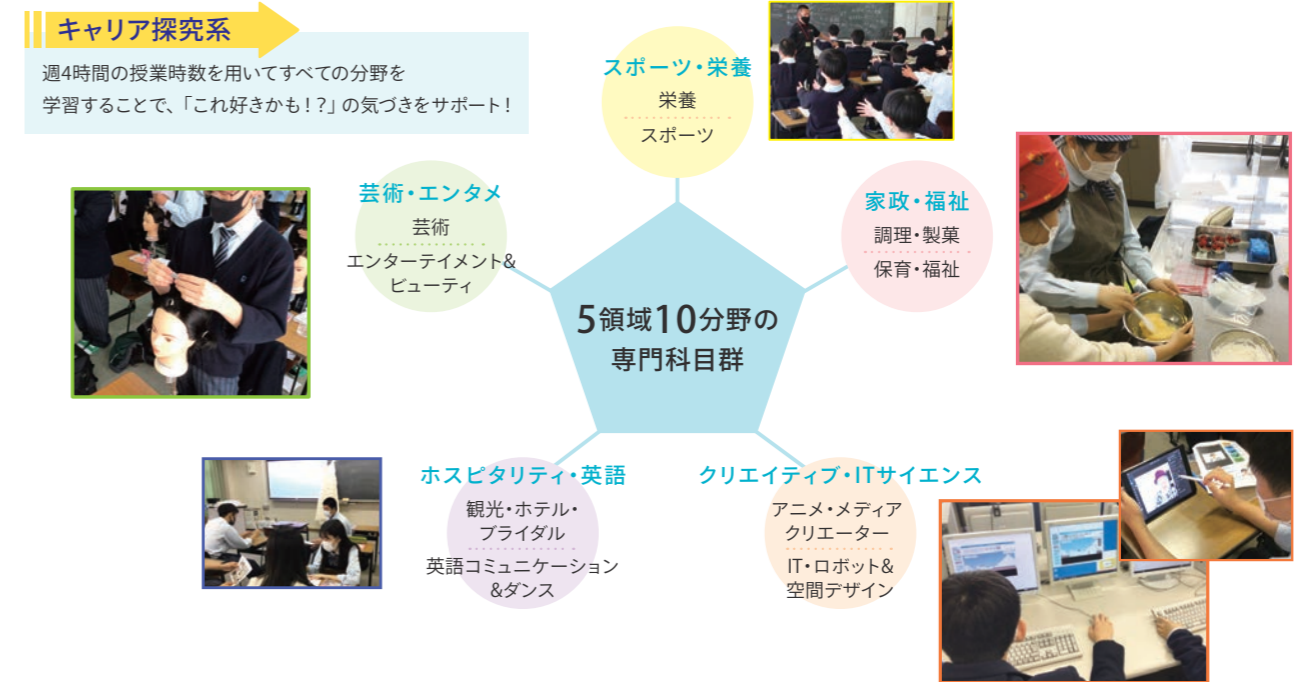 キャリア探究系
週4時間の授業時数を用いてすべての分野を
学習することで、「これ好きかも！？」の気づきをサポート！
スポーツ・栄養
栄養
スポーツ
芸術・エンタメ
芸術
エンターテイメント&
ビューティ
家政・福祉
調理・製菓
保育・福祉
5領域10分野の
専門科目群
ホスピタリティ・英語
観光・ホテル・
ブライダル
英語コミュニケーション
&ダンス
クリエイティブ・ITサイエンス
アニメ・メディア
クリエーター
IT・ロボット&
空間デザイン